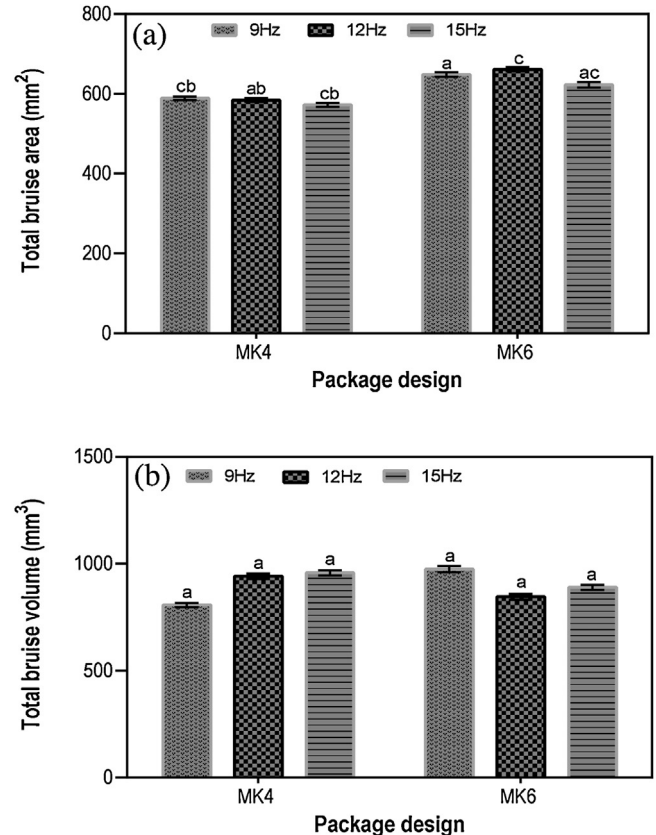 (a)
9Hz 12Hz 15Hz
Total bruise area (mm²)
800
600
400
200
0
cb ab cb a c ac
MK4 MK6
Package design
(b)
9Hz 12Hz 15Hz
Total bruise volume (mm³)
1500
1000
500
0
a a a a a a
MK4 MK6
Package design